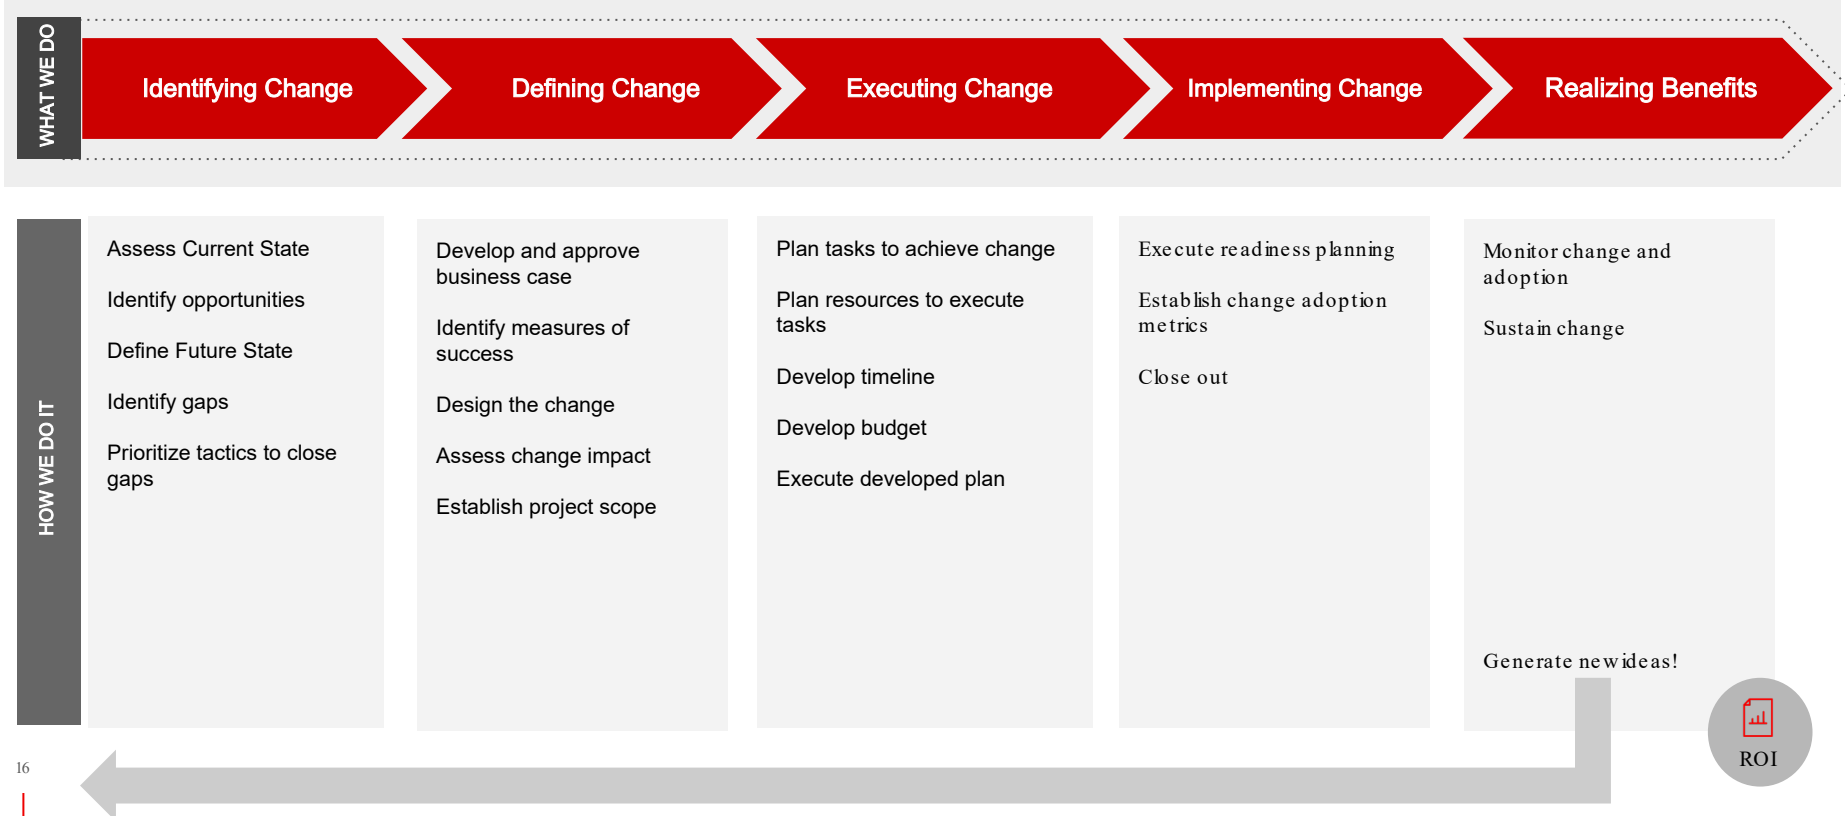 WHAT WE DO
Identifying Change
Defining Change
Executing Change
Implementing Change
Realizing Benefits
HOW WE DO IT
Assess Current State
Identify opportunities
Define Future State
Identify gaps
Prioritize tactics to close
gaps
Develop and approve
business case
Identify measures of
success
Design the change
Assess change impact
Establish project scope
Plan tasks to achieve change
Plan resources to execute
tasks
Develop timeline
Develop budget
Execute developed plan
Execute readiness planning
Establish change adoption
metrics
Close out
Monitor change and
adoption
Sustain change
Generate new ideas!
ROI
16